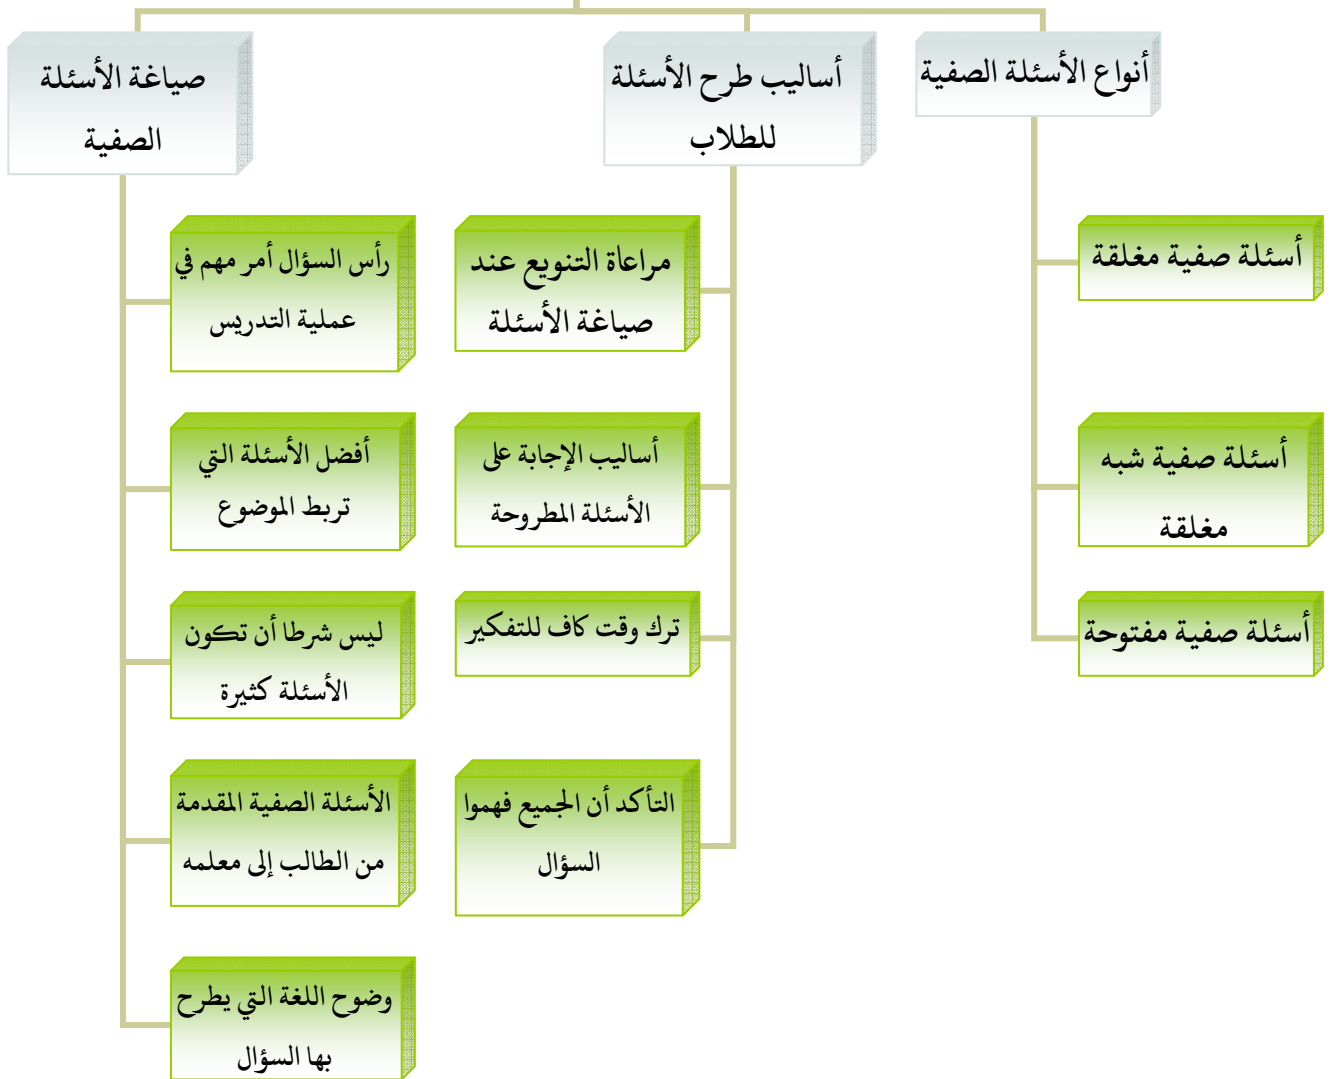 أنواع الأسئلة الصفية
أسئلة صفية مغلقة
أسئلة صفية شبه
مغلقة
أسئلة صفية مفتوحة
أساليب طرح الأسئلة
للطلاب
مراعاة التنويع عند
صياغة الأسئلة
أساليب الإجابة على
الأسئلة المطروحة
ترك وقت كاف للتفكير
التأكد أن الجميع فهموا
السؤال
صياغة الأسئلة
الصفية
رأس السؤال أمر مهم في
عملية التدريس
أفضل الأسئلة التي
تربط الموضوع
ليس شرطا أن تكون
الأسئلة كثيرة
الأسئلة الصفية المقدمة
من الطالب إلى معلمه
وضوح اللغة التي يطرح
بها السؤال